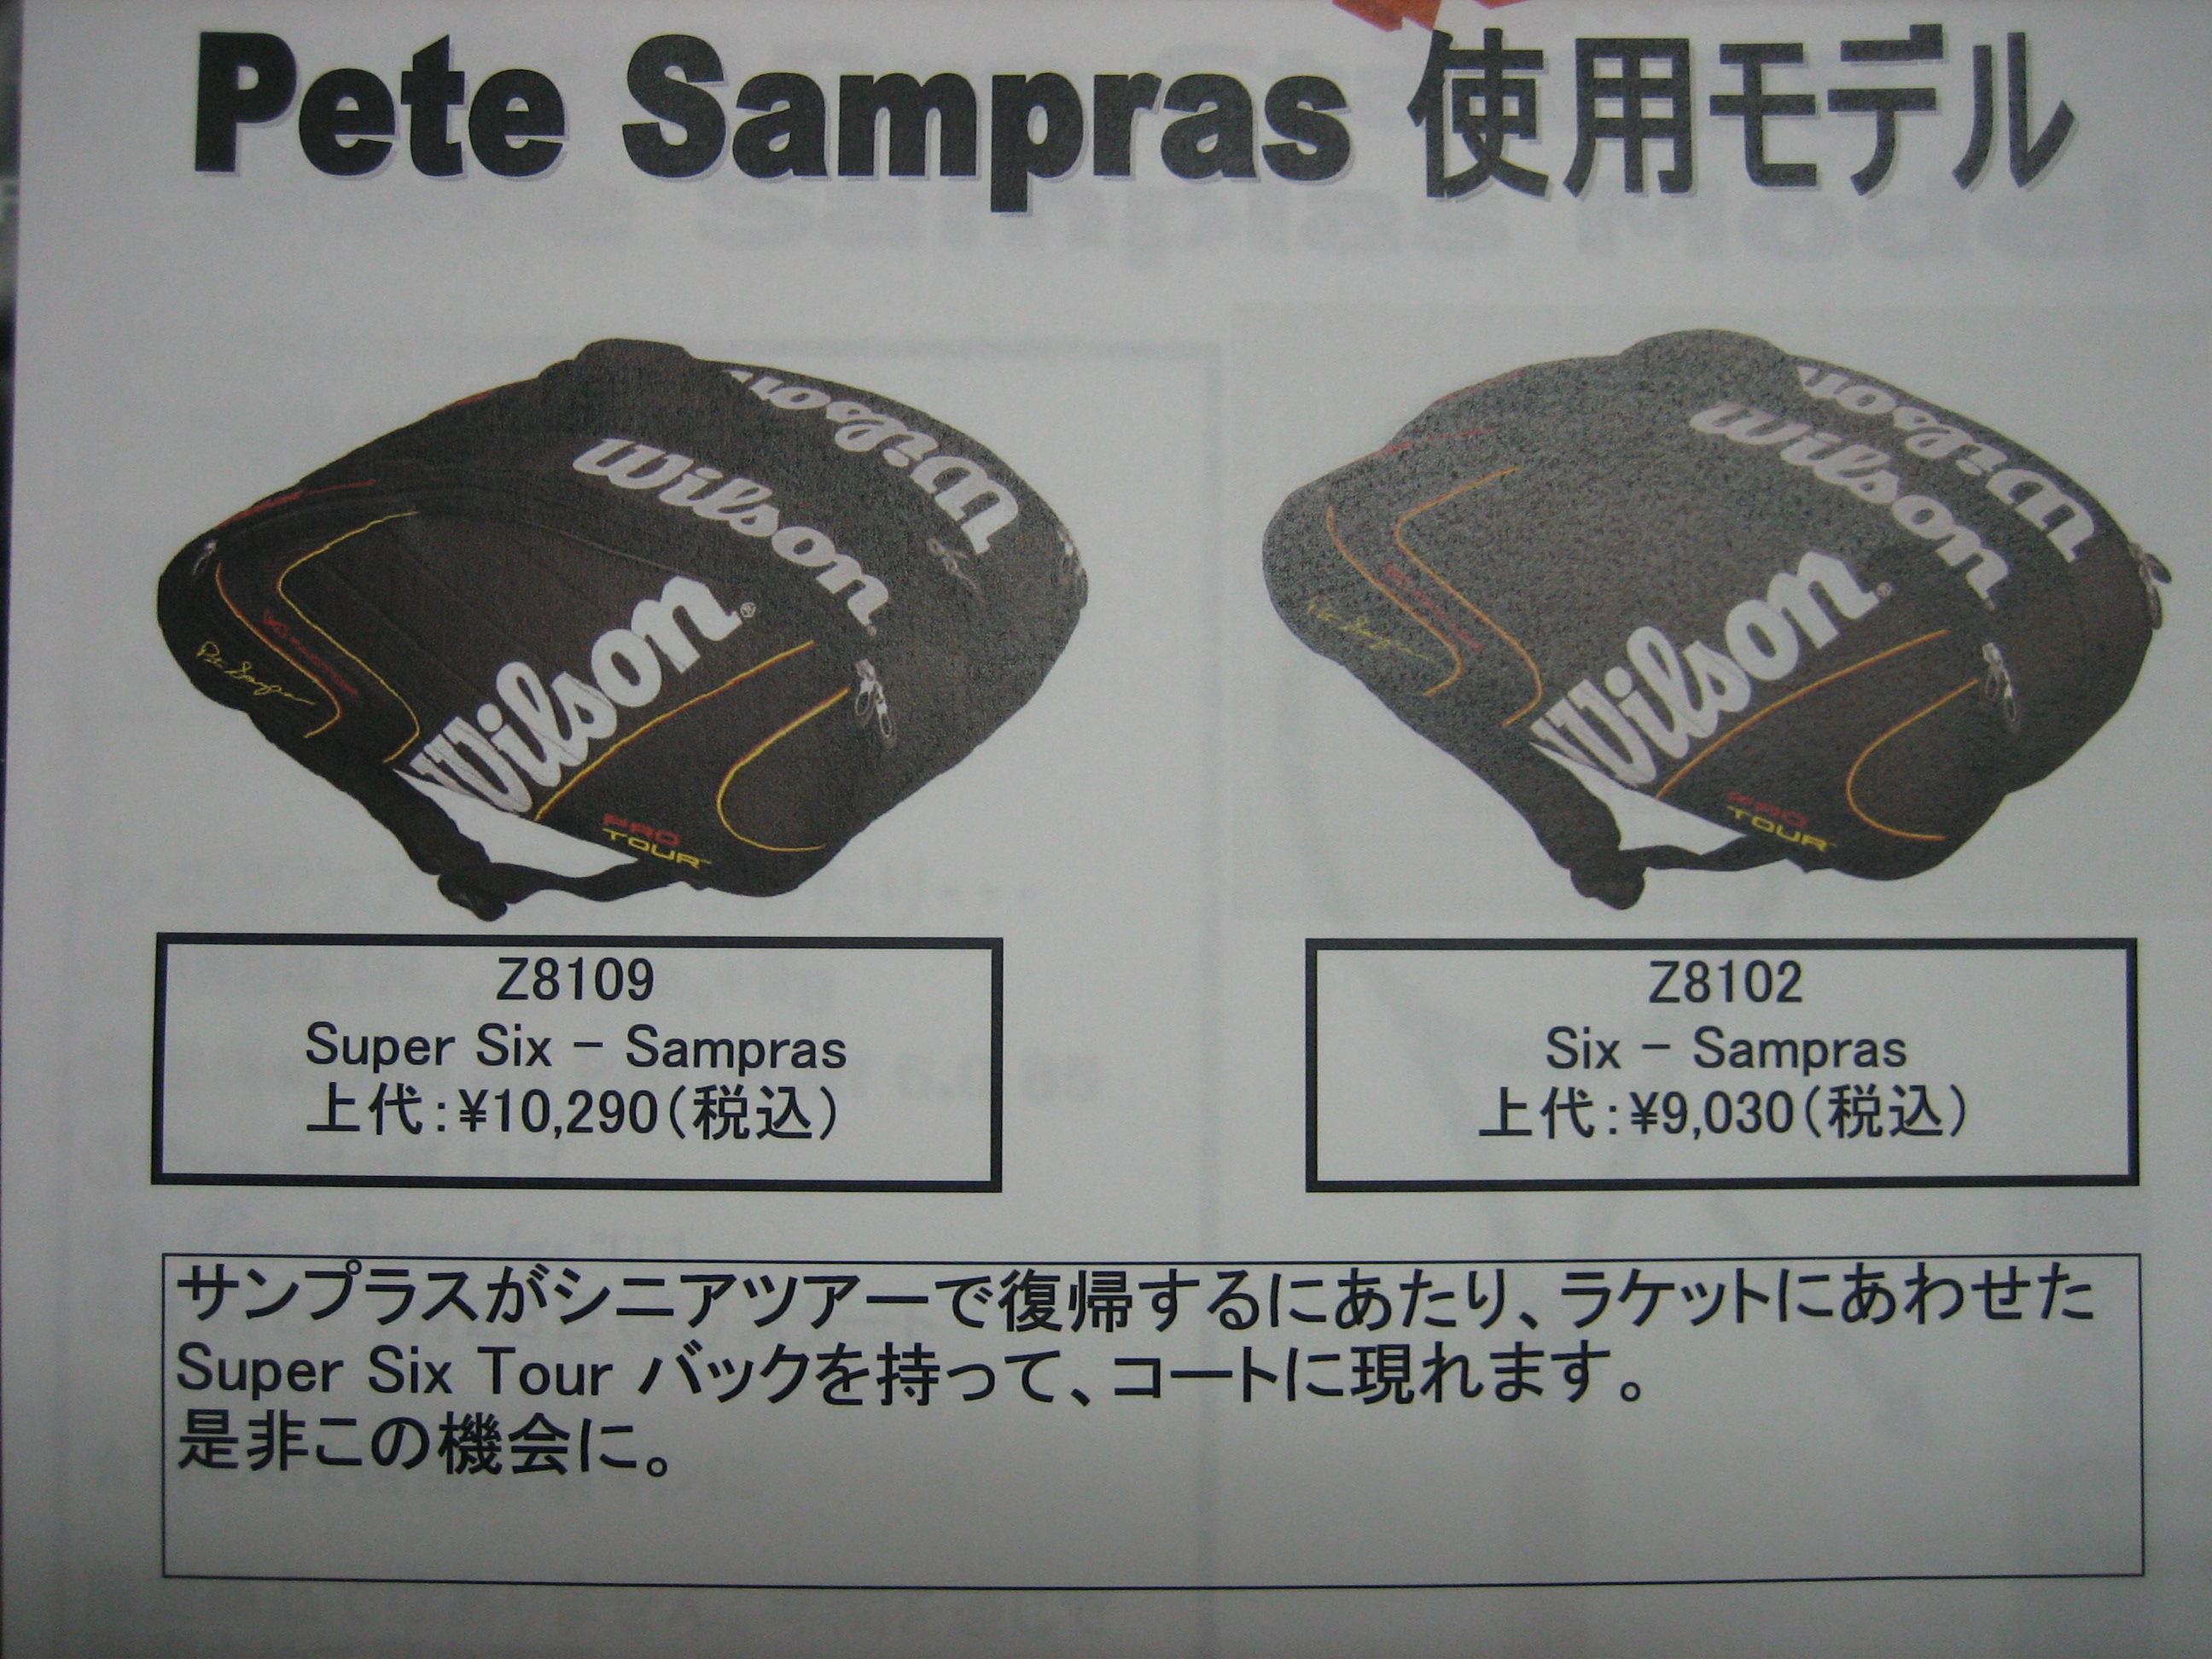 Pete Sampras 使用モデル
Wilson
Wilson
Wilson
Pete Sampras
PRO
TOUR
Wilson
Wilson
Wilson
PRO
TOUR
Z8109
Super Six - Sampras
上代:¥10,290(税込)
Z8102
Six - Sampras
上代:¥9,030(税込)
サンプラスがシニアツアーで復帰するにあたり、ラケットにあわせた
Super Six Tour バックを持って、コートに現れます。
是非この機会に。